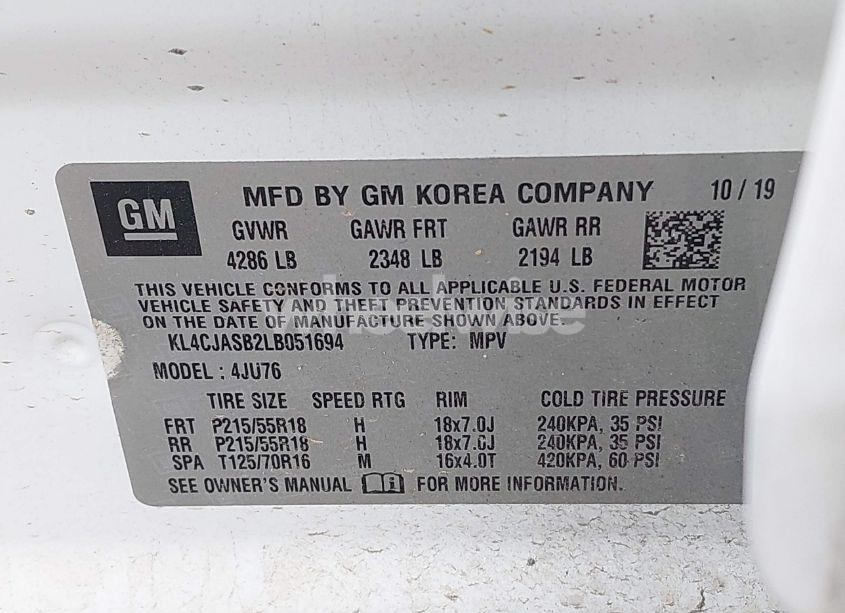 GM MFD BY GM KOREA COMPANY 10 / 19
GVWR GAWR FRT GAWR RR
4286 LB 2348 LB 2194 LB
THIS VEHICLE CONFORMS TO ALL APPLICABLE U.S. FEDERAL MOTOR
VEHICLE SAFETY AND THEFT PREVENTION STANDARDS IN EFFECT
ON THE DATE OF MANUFACTURE SHOWN ABOVE.
KL4CJASB2LB051694 TYPE: MPV
MODEL : 4JU76
TIRE SIZE SPEED RTG RIM COLD TIRE PRESSURE
FRT P215/55R18 H 18x7.0J 240KPA, 35 PSI
RR P215/55R18 H 18x7.0J 240KPA, 35 PSI
SPA T125/70R16 M 16x4.0T 420KPA, 60 PSI
SEE OWNER'S MANUAL FOR MORE INFORMATION.